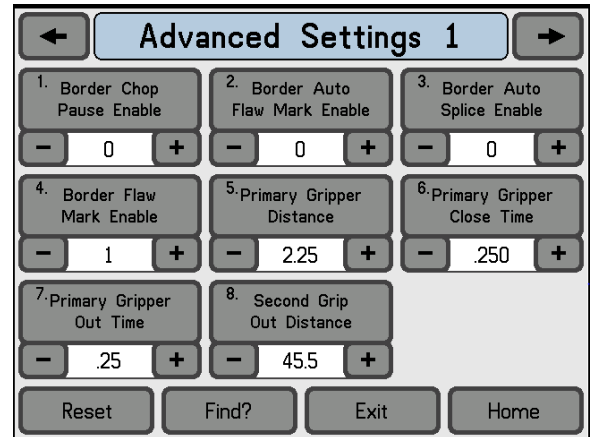 Advanced Settings 1
1. Border Chop
Pause Enable
- 0 +
2. Border Auto
Flaw Mark Enable
- 0 +
3. Border Auto
Splice Enable
- 0 +
4. Border Flaw
Mark Enable
- 1 +
5. Primary Gripper
Distance
- 2.25 +
6. Primary Gripper
Close Time
- .250 +
7. Primary Gripper
Out Time
- .25 +
8. Second Grip
Out Distance
- 45.5 +
Reset
Find?
Exit
Home